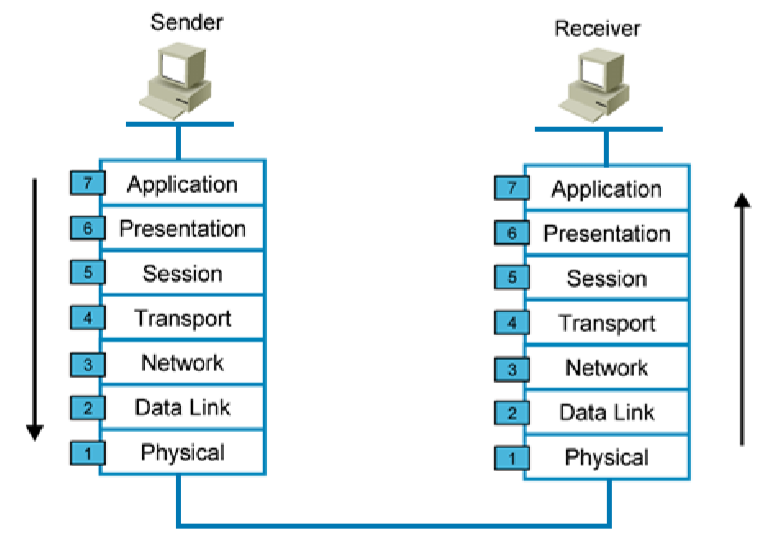 Sender
7 Application
6 Presentation
5 Session
4 Transport
3 Network
2 Data Link
1 Physical
Receiver
7 Application
6 Presentation
5 Session
4 Transport
3 Network
2 Data Link
1 Physical